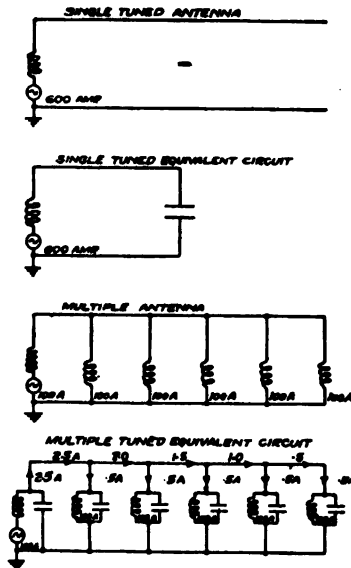 SINGLE TUNED ANTENNA
600 AMP
SINGLE TUNED EQUIVALENT CIRCUIT
600 AMP
MULTIPLE ANTENNA
100A 100A 100A 100A 100A 100A
MULTIPLE TUNED EQUIVALENT CIRCUIT
2.5A 2.0 1.5 1.0 .5
2.5A .5A .5A .5A .5A